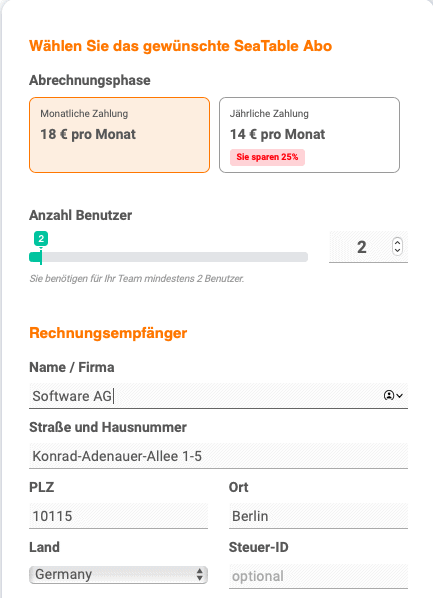 Wählen Sie das gewünschte SeaTable Abo
Abrechnungsphase
Monatliche Zahlung
18 € pro Monat
Jährliche Zahlung
14 € pro Monat
Sie sparen 25%
Anzahl Benutzer
2
2
Sie benötigen für Ihr Team mindestens 2 Benutzer.
Rechnungsempfänger
Name / Firma
Software AG
Straße und Hausnummer
Konrad-Adenauer-Allee 1-5
PLZ
Ort
10115
Berlin
Land
Steuer-ID
Germany
optional